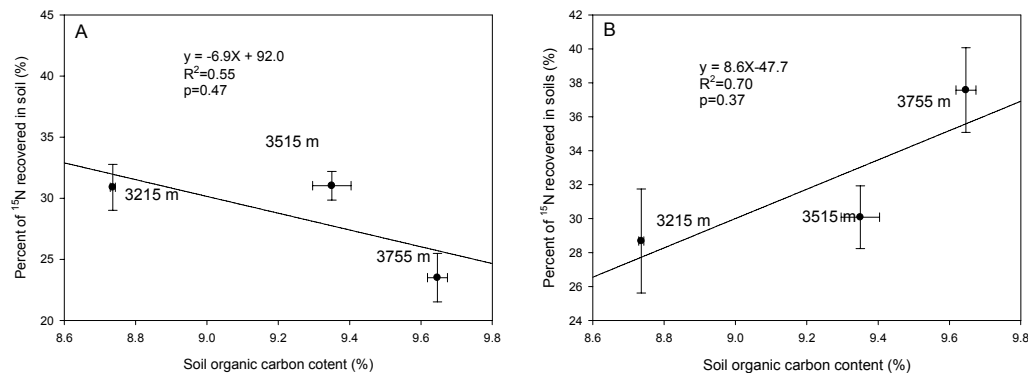 A
y = -6.9X + 92.0
R²=0.55
p=0.47
3515 m
3215 m
3755 m
45
40
35
30
25
20
8.6 8.8 9.0 9.2 9.4 9.6 9.8
Percent of ¹⁵N recovered in soil (%)
Soil organic carbon cotent (%)
B
y = 8.6X-47.7
R²=0.70
p=0.37
3755 m
3215 m
3515 m
42
40
38
36
34
32
30
28
26
24
8.6 8.8 9.0 9.2 9.4 9.6 9.8
Percent of ¹⁵N recovered in soils (%)
Soil organic carbon content (%)